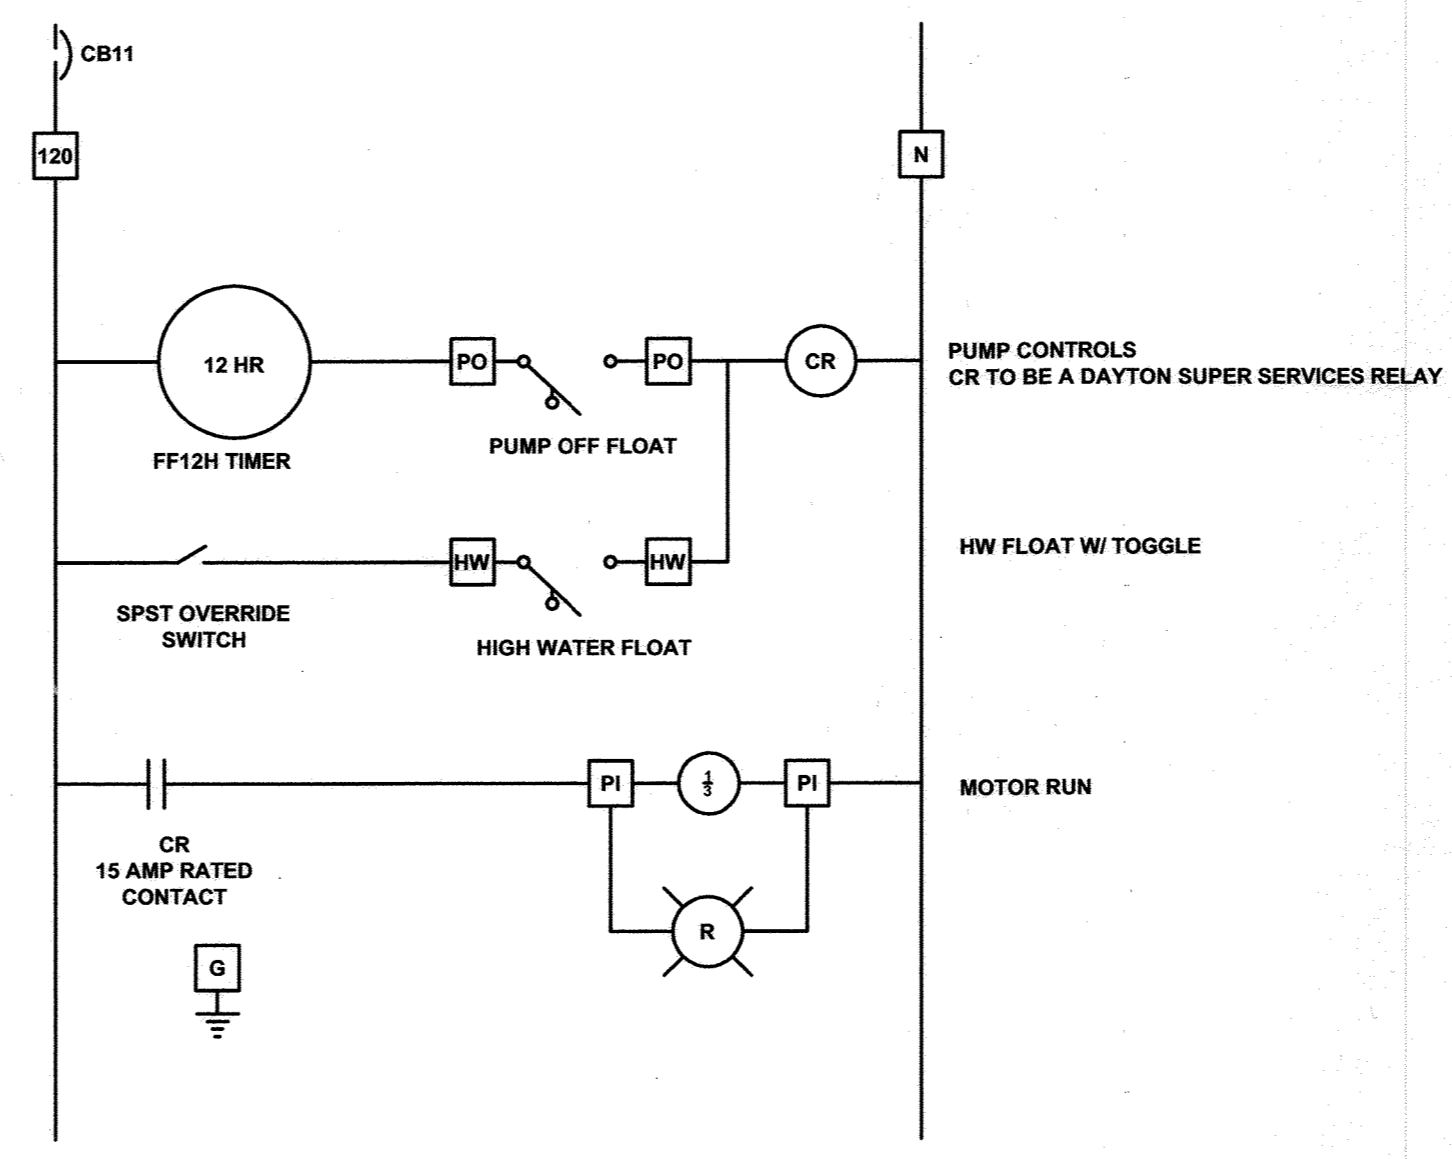 CB11
120
N
12 HR
PO
PO
CR
PUMP CONTROLS
CR TO BE A DAYTON SUPER SERVICES RELAY
PUMP OFF FLOAT
FF12H TIMER
HW
HW
HW FLOAT W/ TOGGLE
SPST OVERRIDE
SWITCH
HIGH WATER FLOAT
PI
1/3
PI
MOTOR RUN
CR
15 AMP RATED
CONTACT
R
G